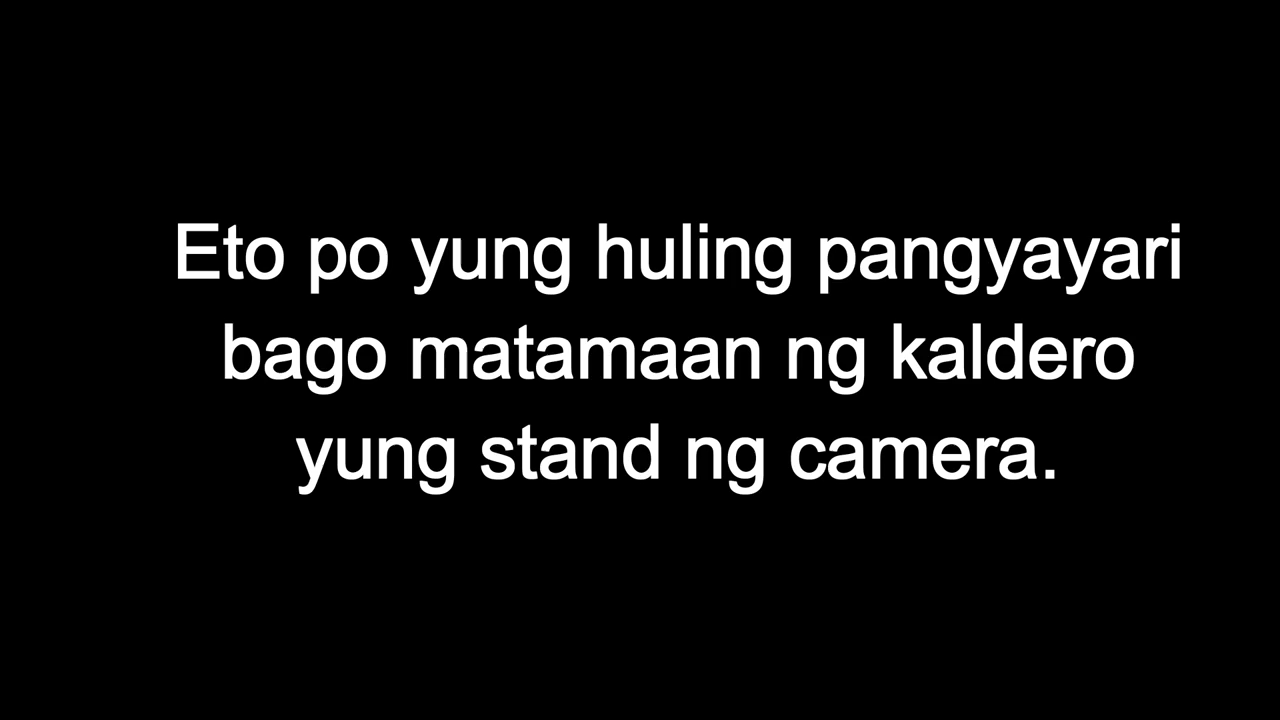 Eto po yung huling pangyayari
bago matamaan ng kaldero
yung stand ng camera.